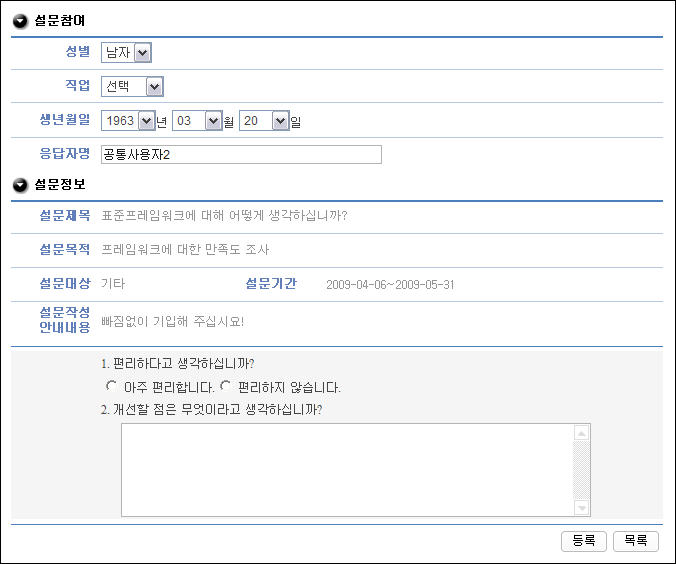 설문참여
성별 남자
직업 선택
생년월일 1963 년 03 월 20 일
응답자명 공통사용자2
설문정보
설문제목 표준프레임워크에 대해 어떻게 생각하십니까?
설문목적 프레임워크에 대한 만족도 조사
설문대상 기타 설문기간 2009-04-06~2009-05-31
설문작성
안내내용 빠짐없이 기입해 주십시요!
1. 편리하다고 생각하십니까?
아주 편리합니다. 편리하지 않습니다.
2. 개선할 점은 무엇이라고 생각하십니까?
등록 목록